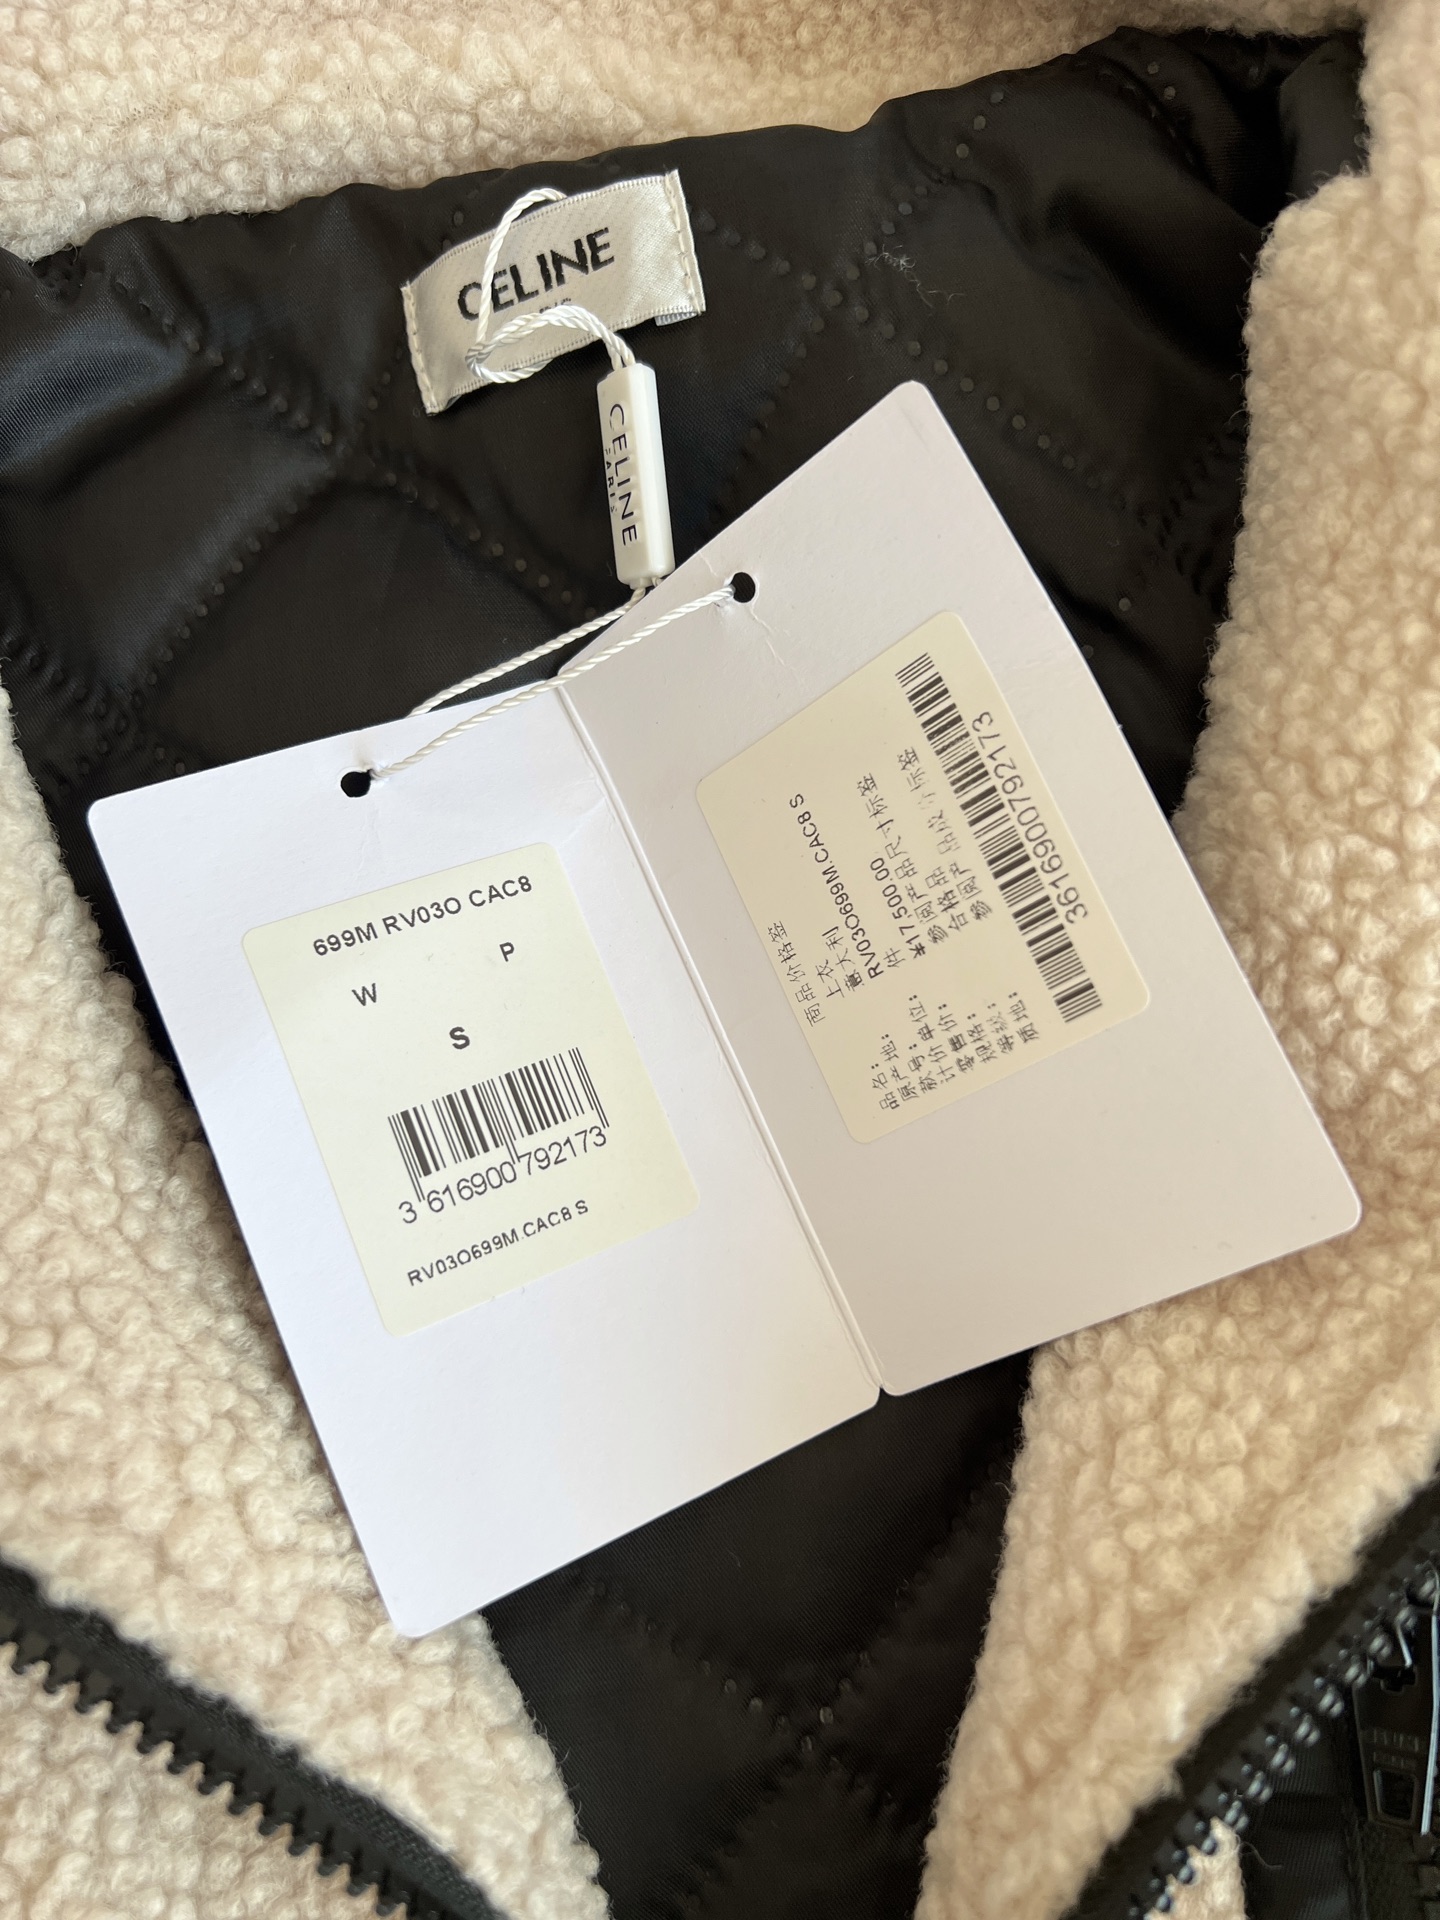 CELINE
CELINE
PARIS
699M RV03O CAC8
W P
S
3 616900 792173
RV03O699M.CAC8 S
商品价格签
品名: 上衣
原产地: 意大利
款号: RV03O699M.CAC8 S
计价单位: 件
零售价: ¥17,500.00
规格: 参阅产品尺寸标签
等级: 合格品
质地: 参阅产品成分标签
3616900792173